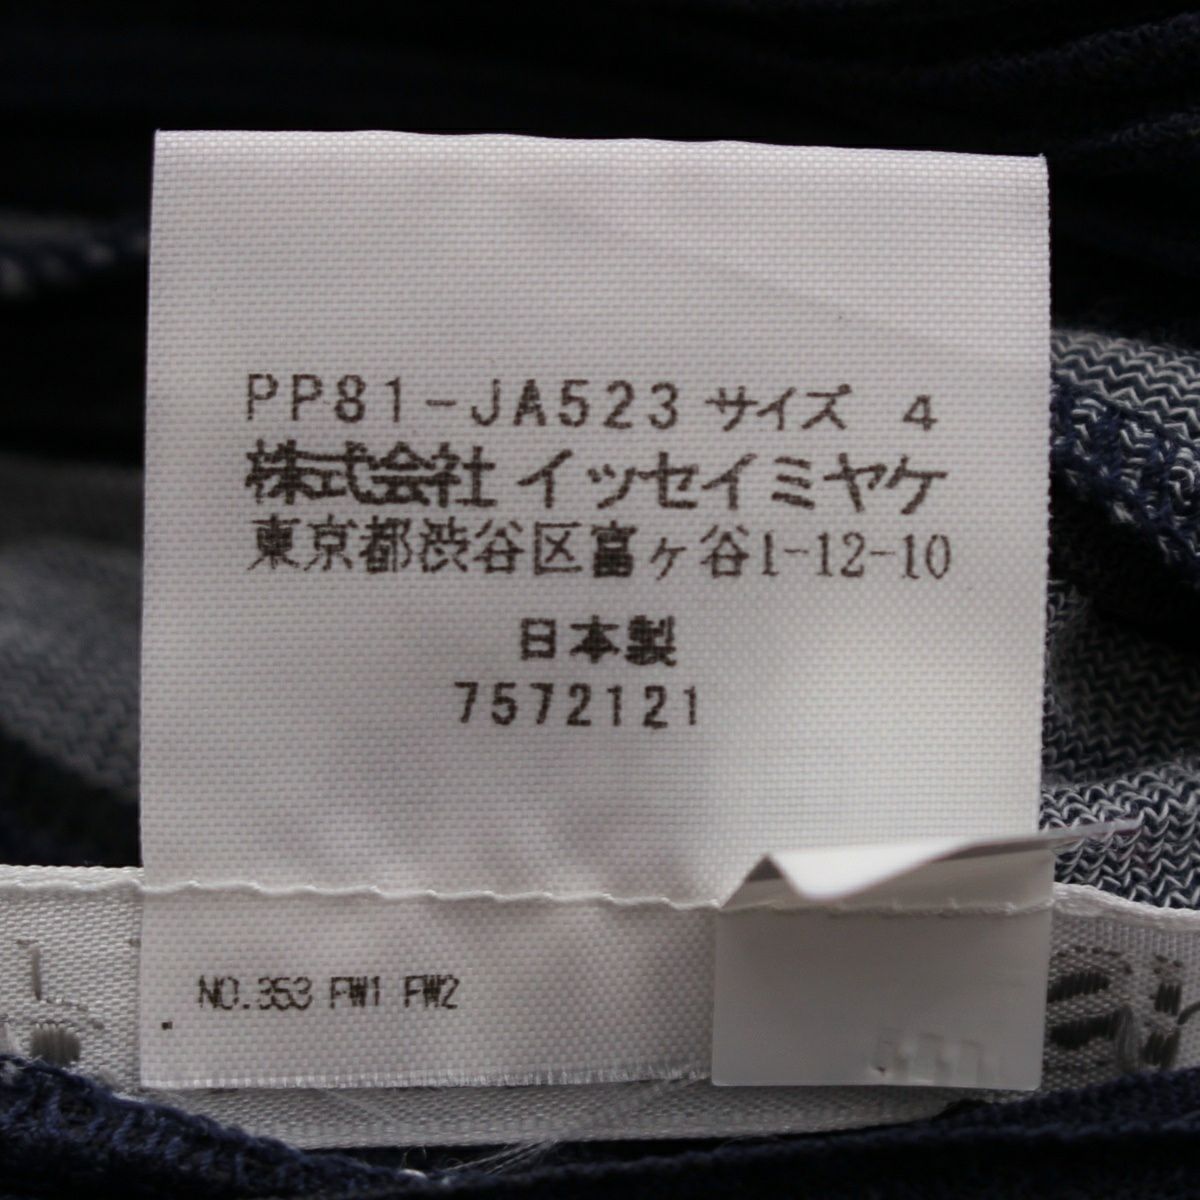 PP81-JA523 サイズ 4
株式会社 イッセイミヤケ
東京都渋谷区富ヶ谷1-12-10
日本製
7572121
NO.353 FW1 FW2